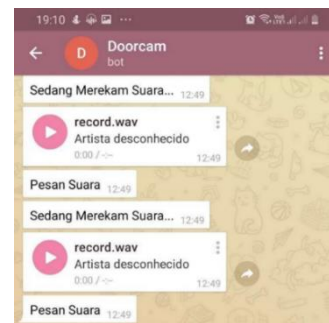 19:10
D
Doorcam
bot
Sedang Merekam Suara... 12:49
record.wav
Artista desconhecido
0:00 / -:--
12:49
Pesan Suara 12:49
Sedang Merekam Suara... 12:49
record.wav
Artista desconhecido
0:00 / -:--
12:49
Pesan Suara 12:49